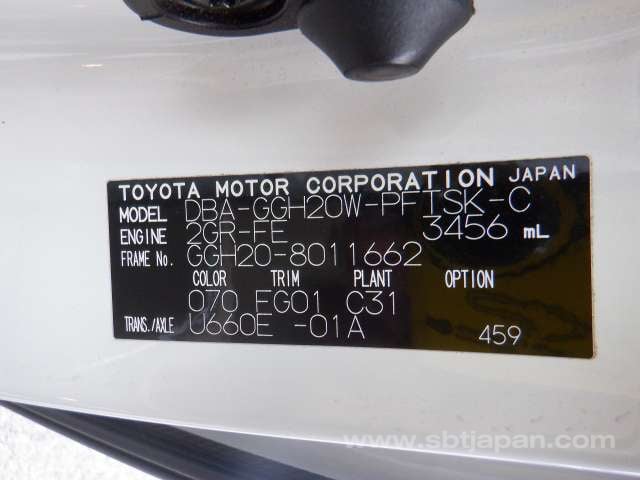 TOYOTA MOTOR CORPORATION JAPAN
MODEL DBA-GGH20W-PFTSK-C
ENGINE 2GR-FE 3456 mL
FRAME No. GGH20-8011662
COLOR TRIM PLANT OPTION
070 FG01 C31
TRANS./AXLE U660E -01A 459
www.sbtjapan.com